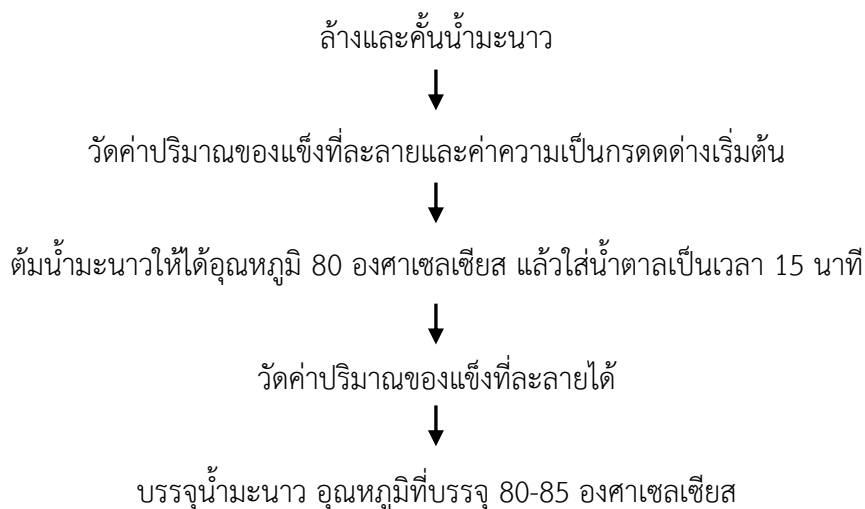 ล้างและคั้นน้ำมะนาว
วัดค่าปริมาณของแข็งที่ละลายและค่าความเป็นกรดดด่างเริ่มต้น
ต้มน้ำมะนาวให้ได้อุณหภูมิ 80 องศาเซลเซียส แล้วใส่น้ำตาลเป็นเวลา 15 นาที
วัดค่าปริมาณของแข็งที่ละลายได้
บรรจุน้ำมะนาว อุณหภูมิที่บรรจุ 80-85 องศาเซลเซียส